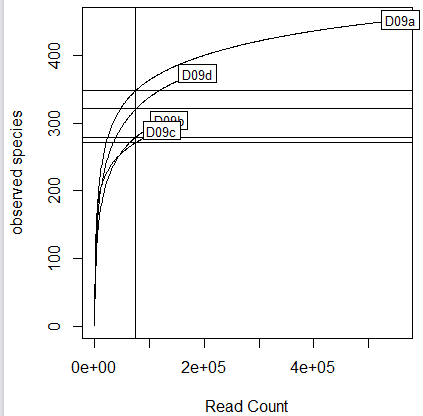 D09a
D09d
D09b
D09c
400
300
200
100
0
observed species
0e+00
2e+05
4e+05
Read Count